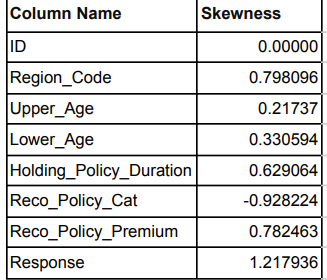 Column Name Skewness
ID 0.00000
Region_Code 0.798096
Upper_Age 0.21737
Lower_Age 0.330594
Holding_Policy_Duration 0.629064
Reco_Policy_Cat -0.928224
Reco_Policy_Premium 0.782463
Response 1.217936